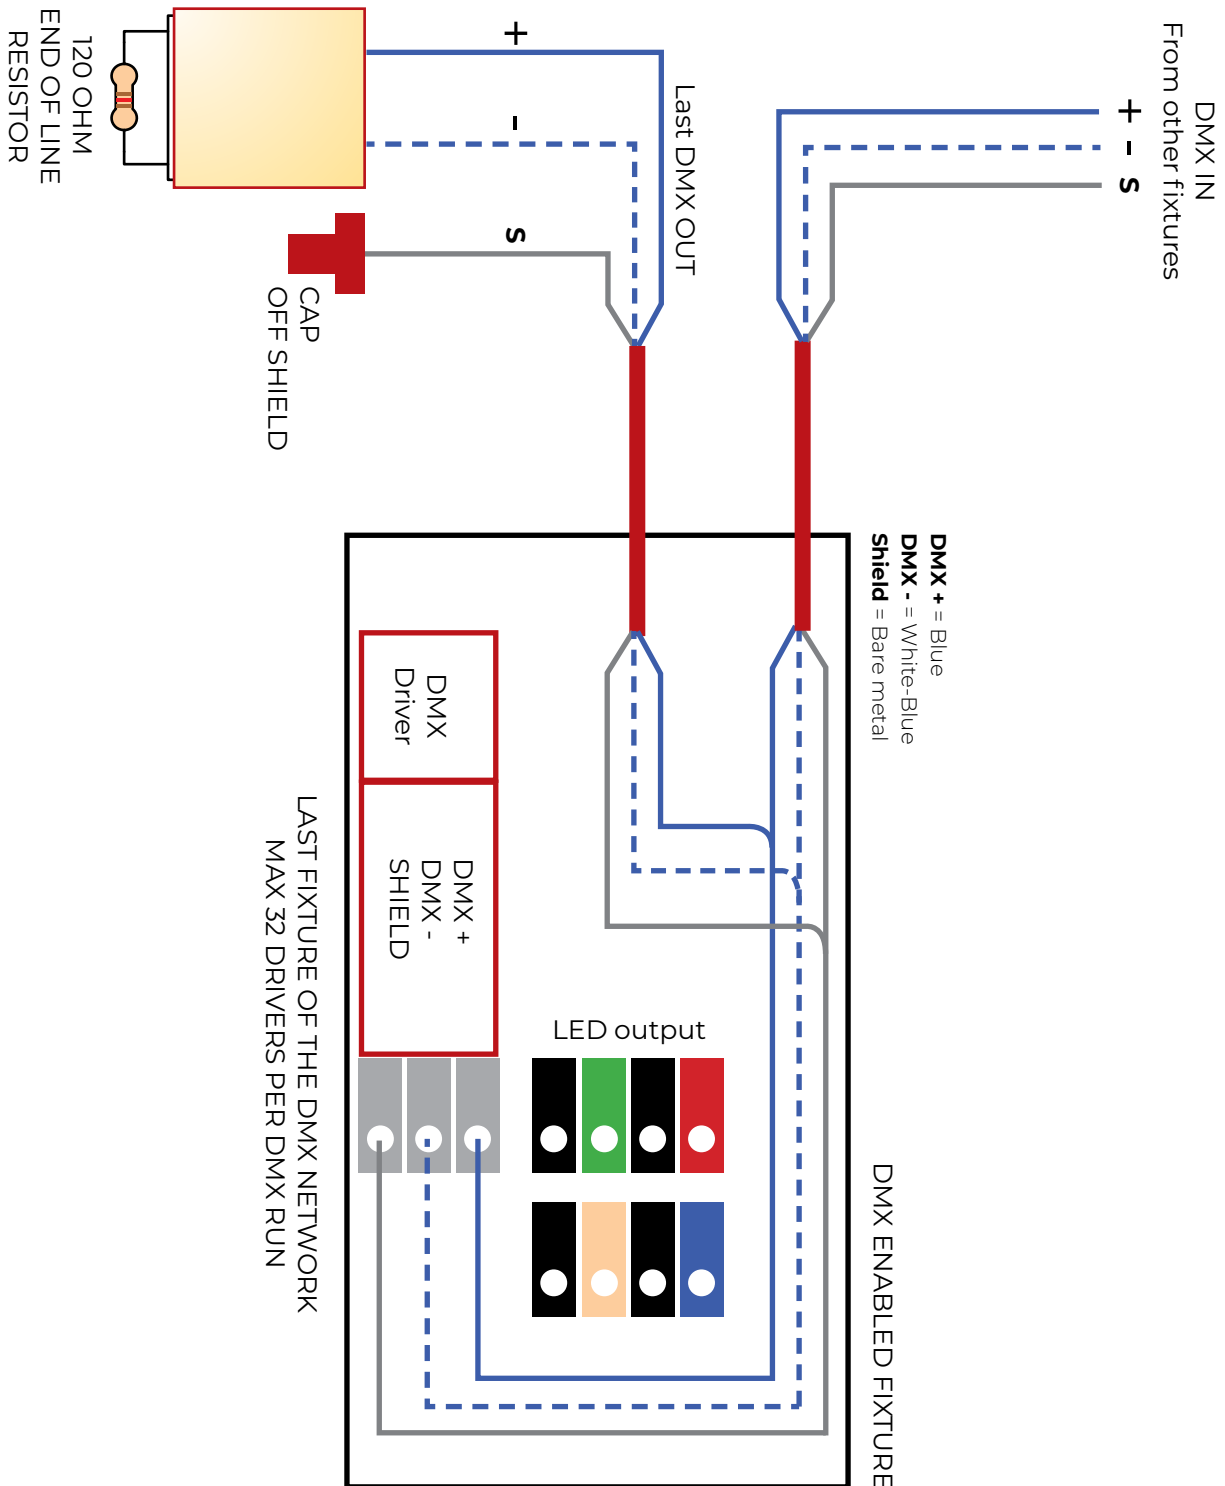 DMX IN
From other fixtures
+
-
S
Last DMX OUT
+
-
S
120 OHM
END OF LINE
RESISTOR
CAP
OFF SHIELD
DMX + = Blue
DMX - = White-Blue
Shield = Bare metal
DMX
Driver
DMX +
DMX -
SHIELD
LED output
DMX ENABLED FIXTURE
LAST FIXTURE OF THE DMX NETWORK
MAX 32 DRIVERS PER DMX RUN